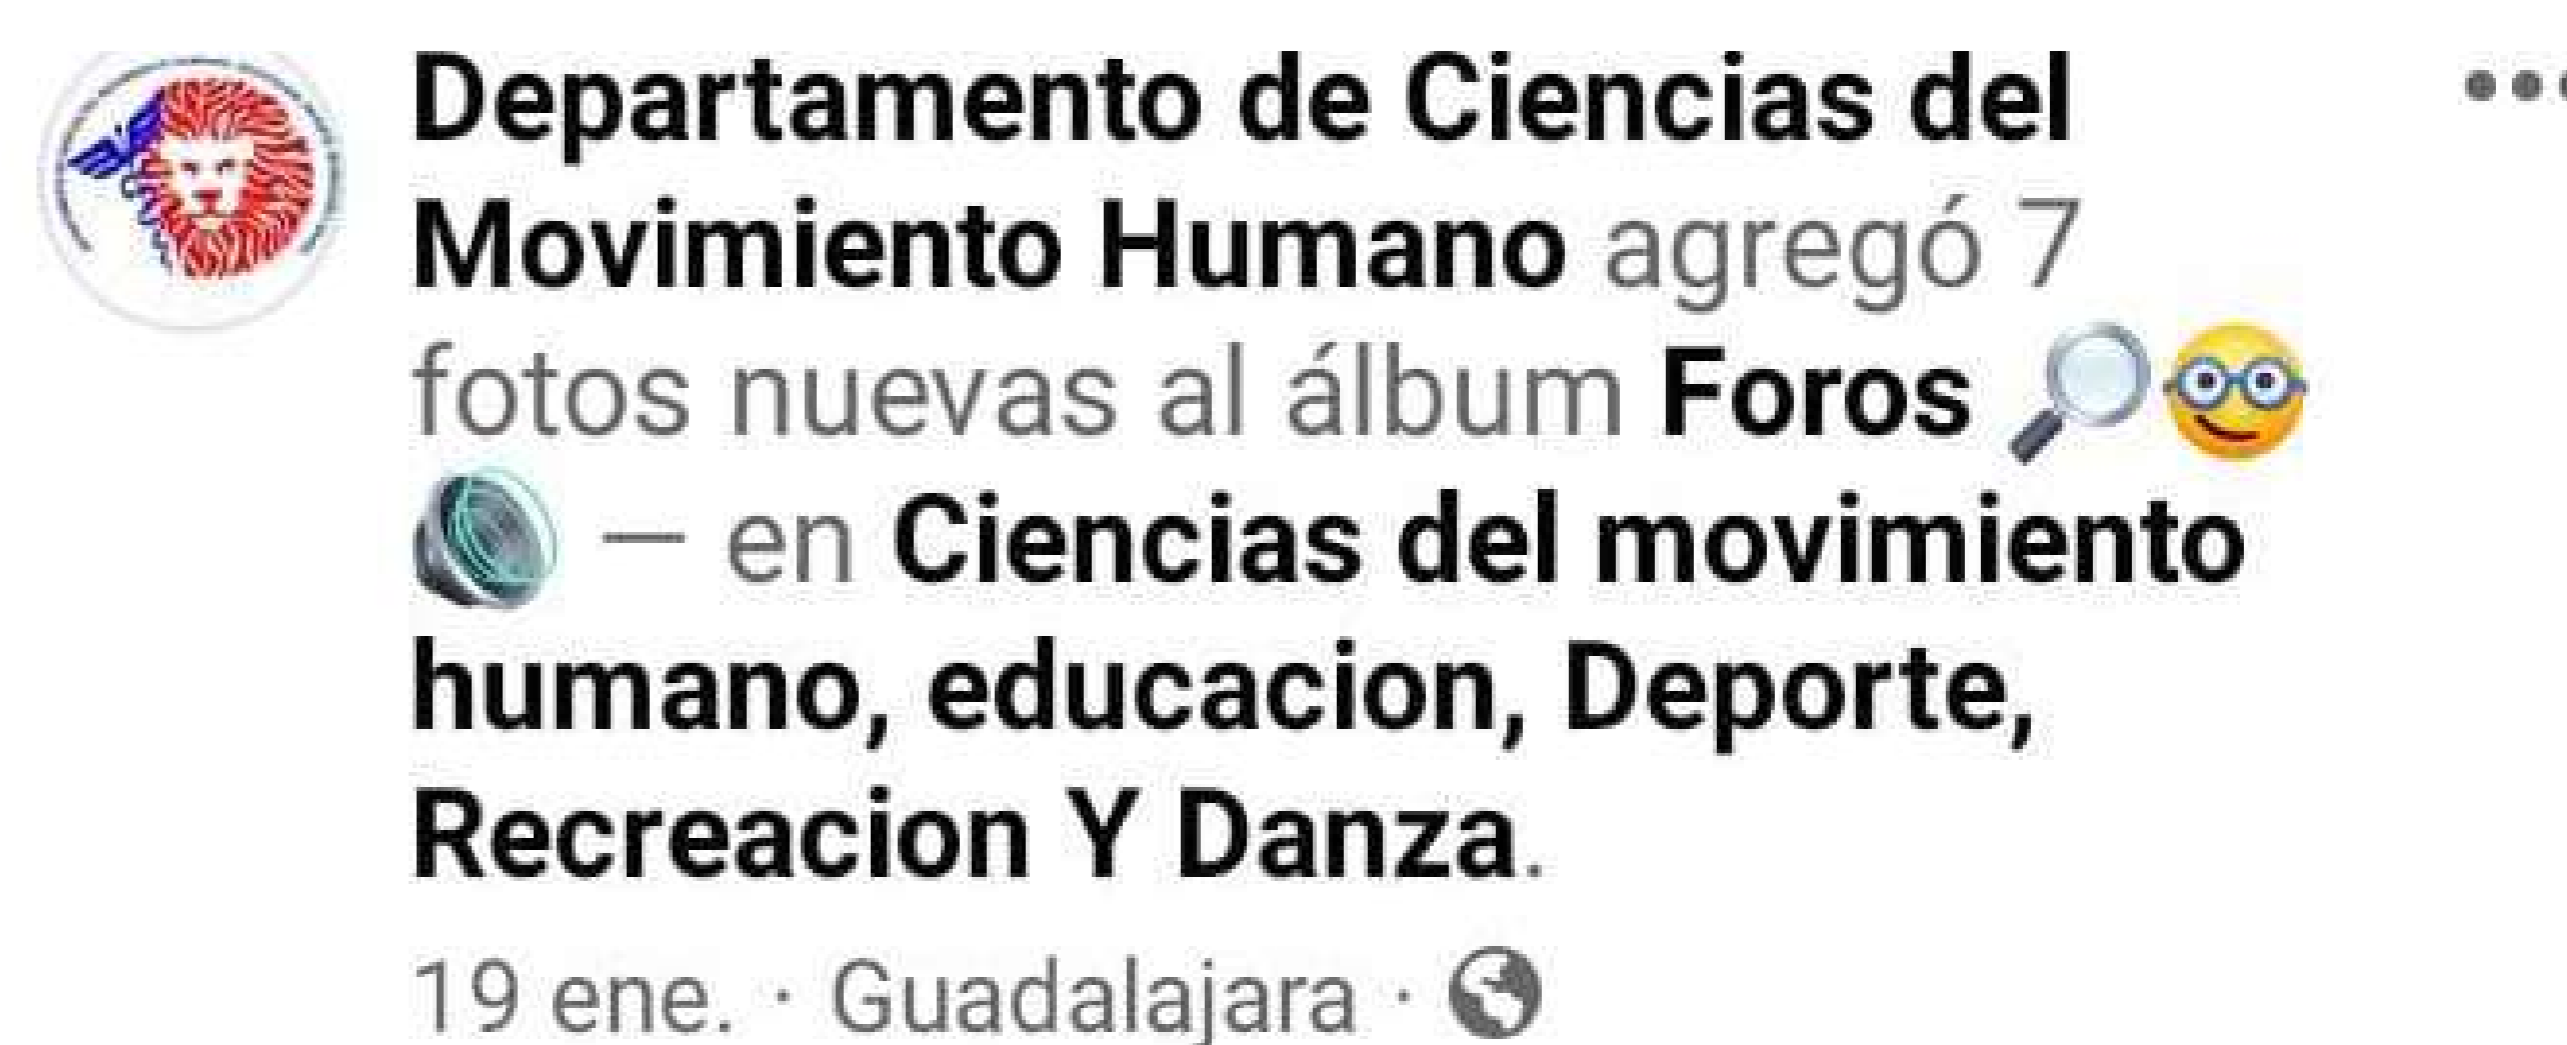 Departamento de Ciencias del
Movimiento Humano agregó 7
fotos nuevas al álbum Foros 🔎🤓
🔊 — en Ciencias del movimiento
humano, educacion, Deporte,
Recreacion Y Danza.
19 ene. · Guadalajara ·